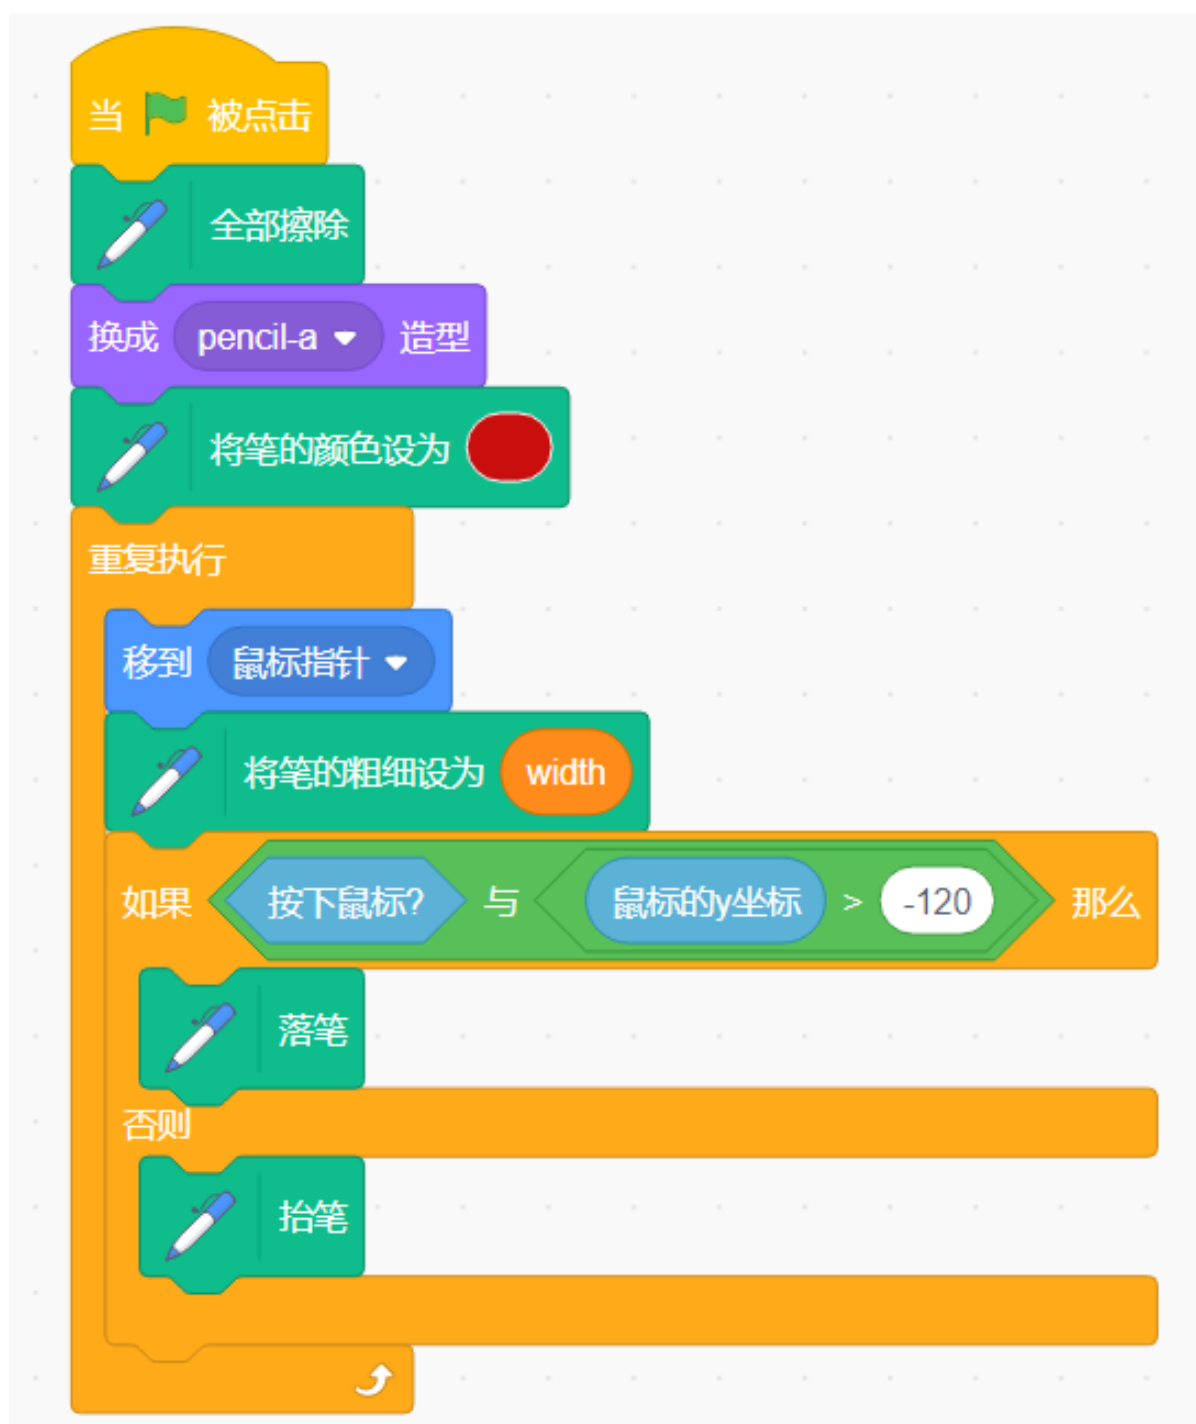 当 被点击
全部擦除
换成 pencil-a 造型
将笔的颜色设为
重复执行
移到 鼠标指针
将笔的粗细设为 width
如果 按下鼠标? 与 鼠标的y坐标 > -120 那么
落笔
否则
抬笔